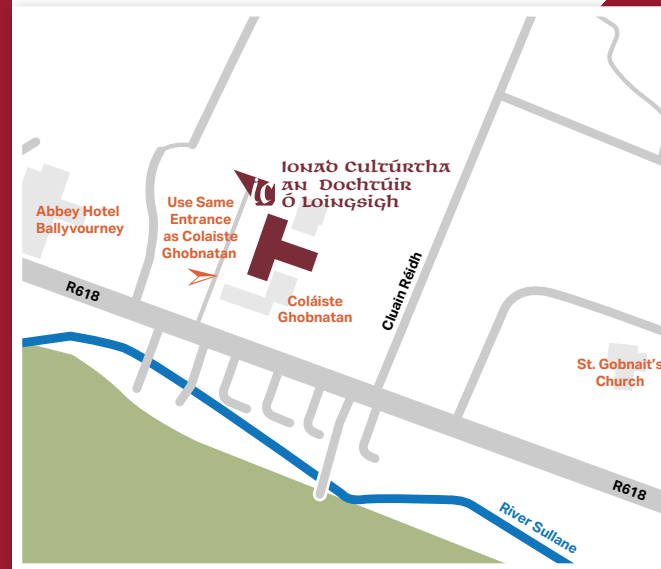 Ionad Cultúrtha
an Dochtúir
Ó Loingsigh
ic
Abbey Hotel
Ballyvourney
Use Same
Entrance
as Colaiste
Ghobnatan
R618
Coláiste
Ghobnatan
Cluain Réidh
St. Gobnait's
Church
R618
River Sullane